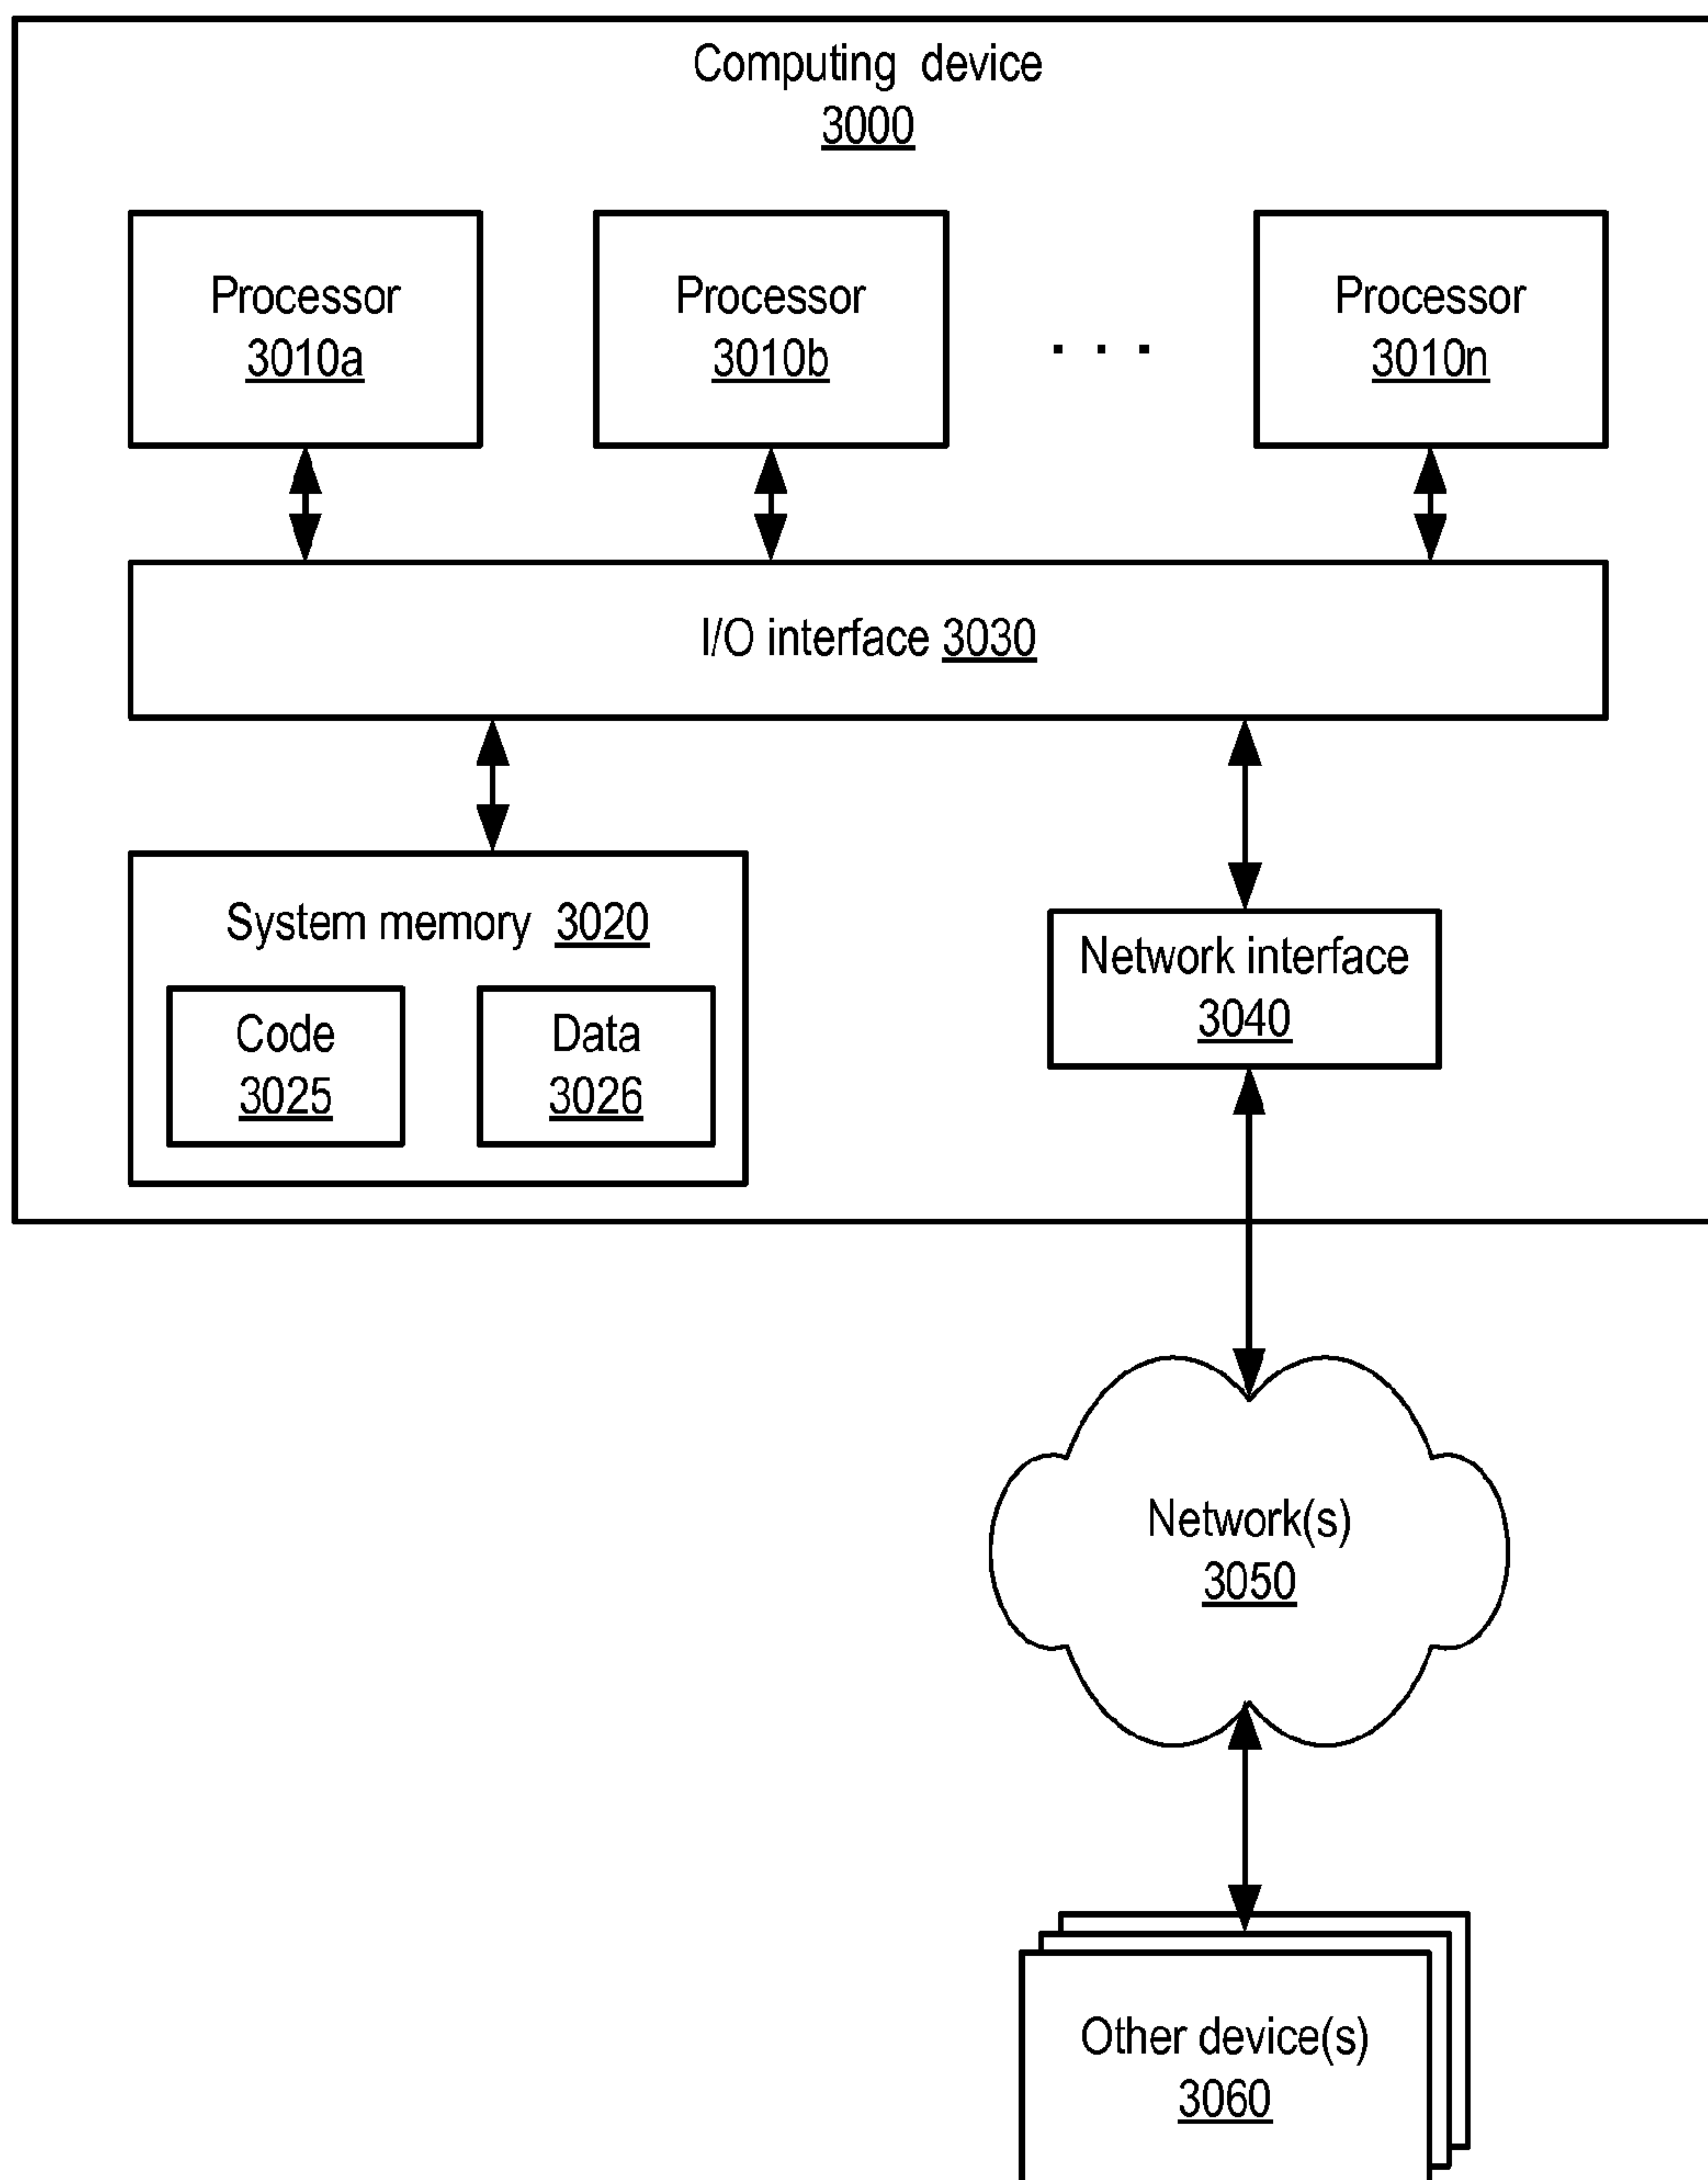 Computing device
3000
Processor
3010a
Processor
3010b
. . .
Processor
3010n
I/O interface 3030
System memory 3020
Code
3025
Data
3026
Network interface
3040
Network(s)
3050
Other device(s)
3060